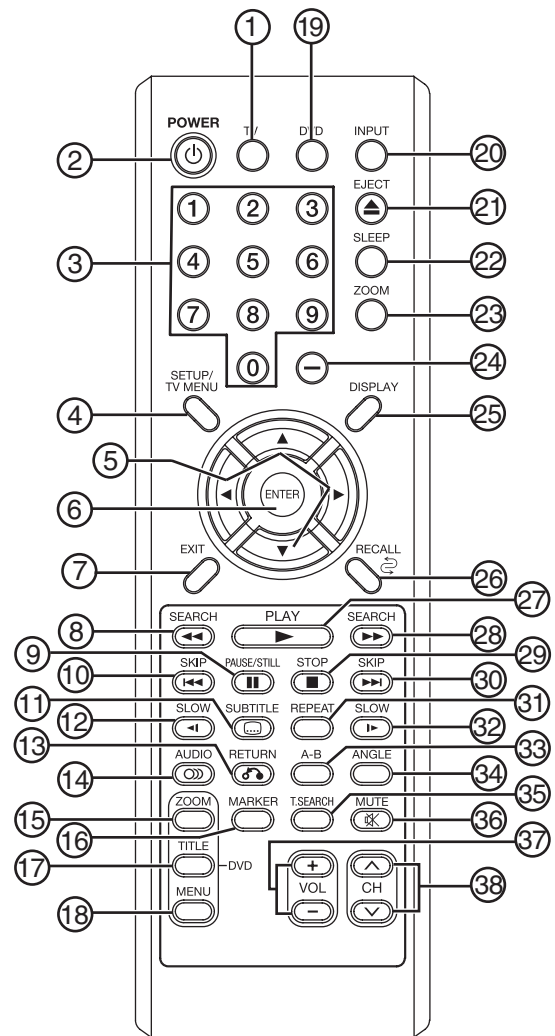 ① ⑲
POWER TV DVD INPUT
② ⑳
EJECT
1 2 3 ㉑
③ SLEEP
4 5 6 ㉒
ZOOM
7 8 9 ㉓
0 − ㉔
SETUP/
TV MENU DISPLAY
④ ㉕
⑤
⑥ ENTER
EXIT RECALL
⑦ ㉖
㉗
SEARCH PLAY SEARCH
⑧ ㉘
⑨ ㉙
SKIP PAUSE/STILL STOP SKIP
⑩ ㉚
⑪ ㉛
SLOW SUBTITLE REPEAT SLOW
⑫ ㉜
⑬ ㉝
AUDIO RETURN A-B ANGLE
⑭ ㉞
㉟
ZOOM MARKER T.SEARCH MUTE
⑮ ㊱
⑯ ㊲
TITLE + CH
⑰ DVD VOL ㊳
MENU −
⑱